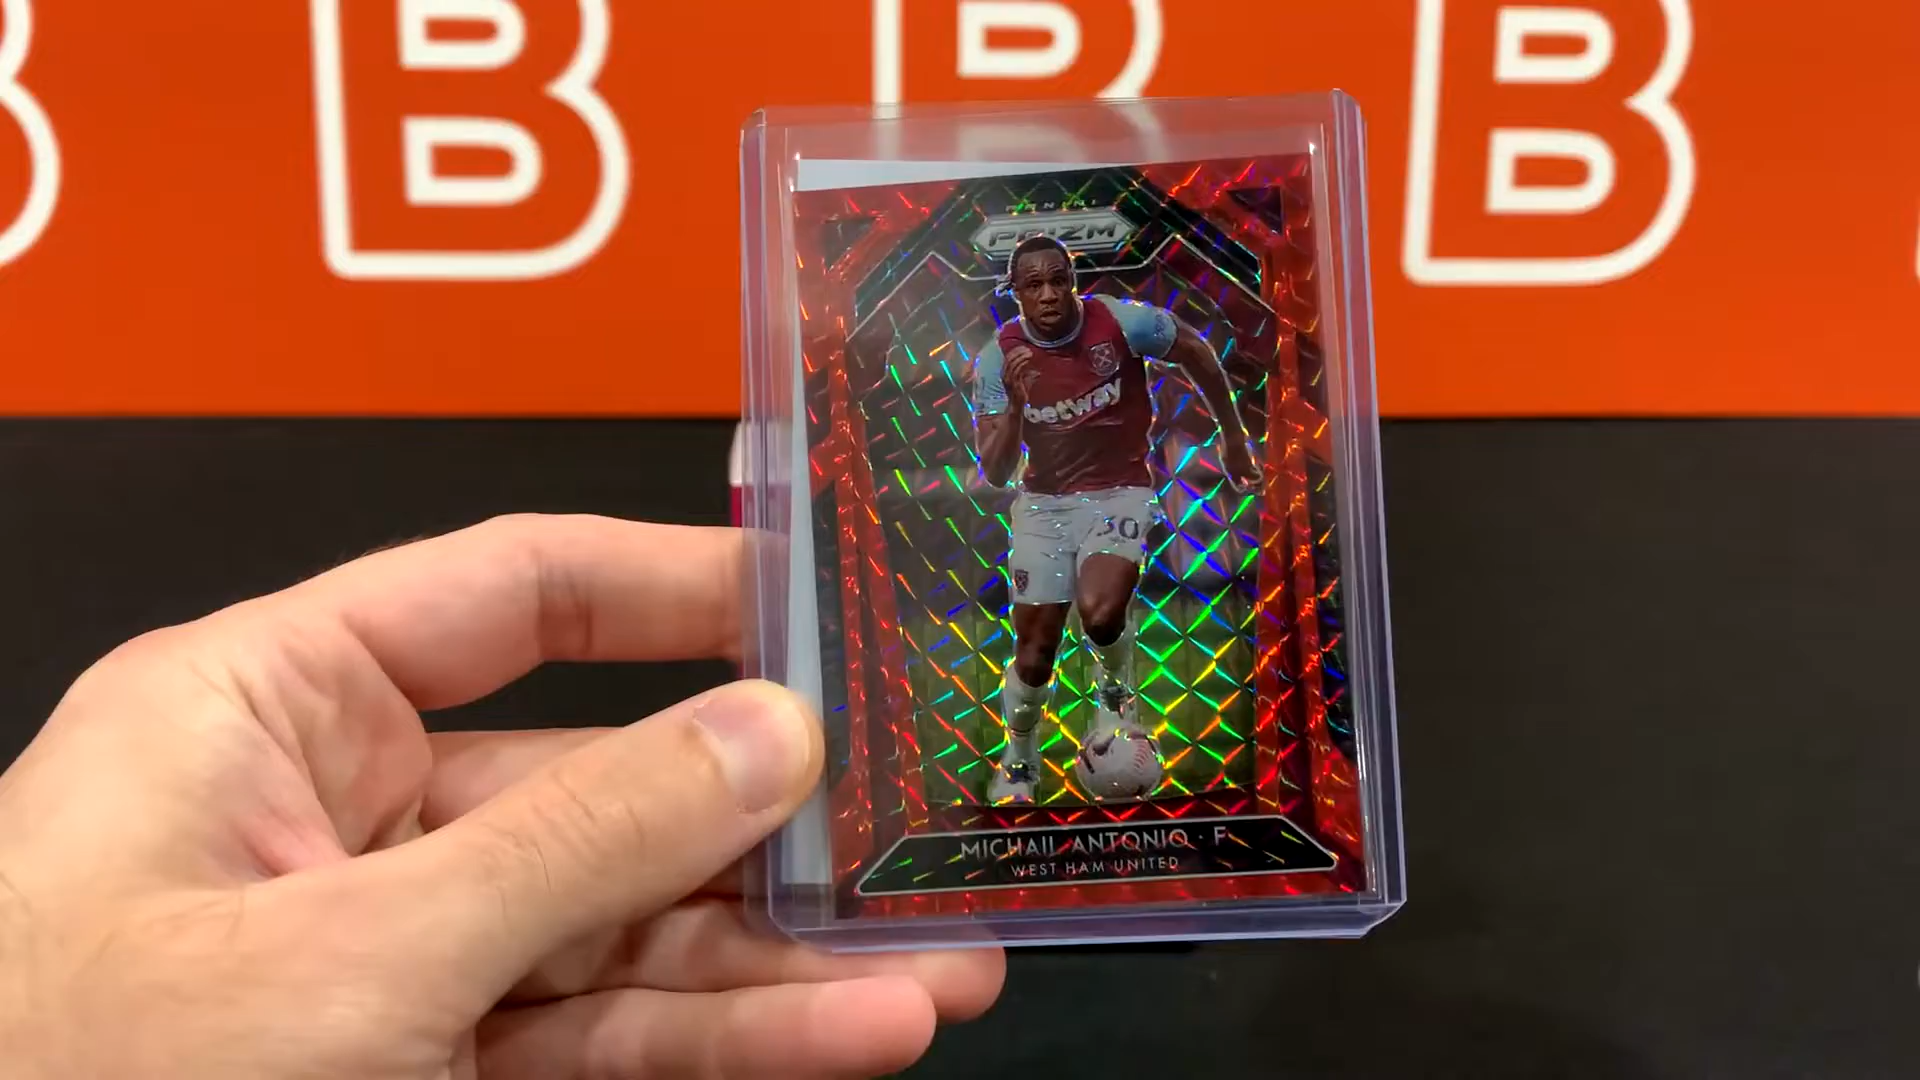 B B B
PANINI
PRIZM
betway
30
MICHAIL ANTONIO · F
WEST HAM UNITED